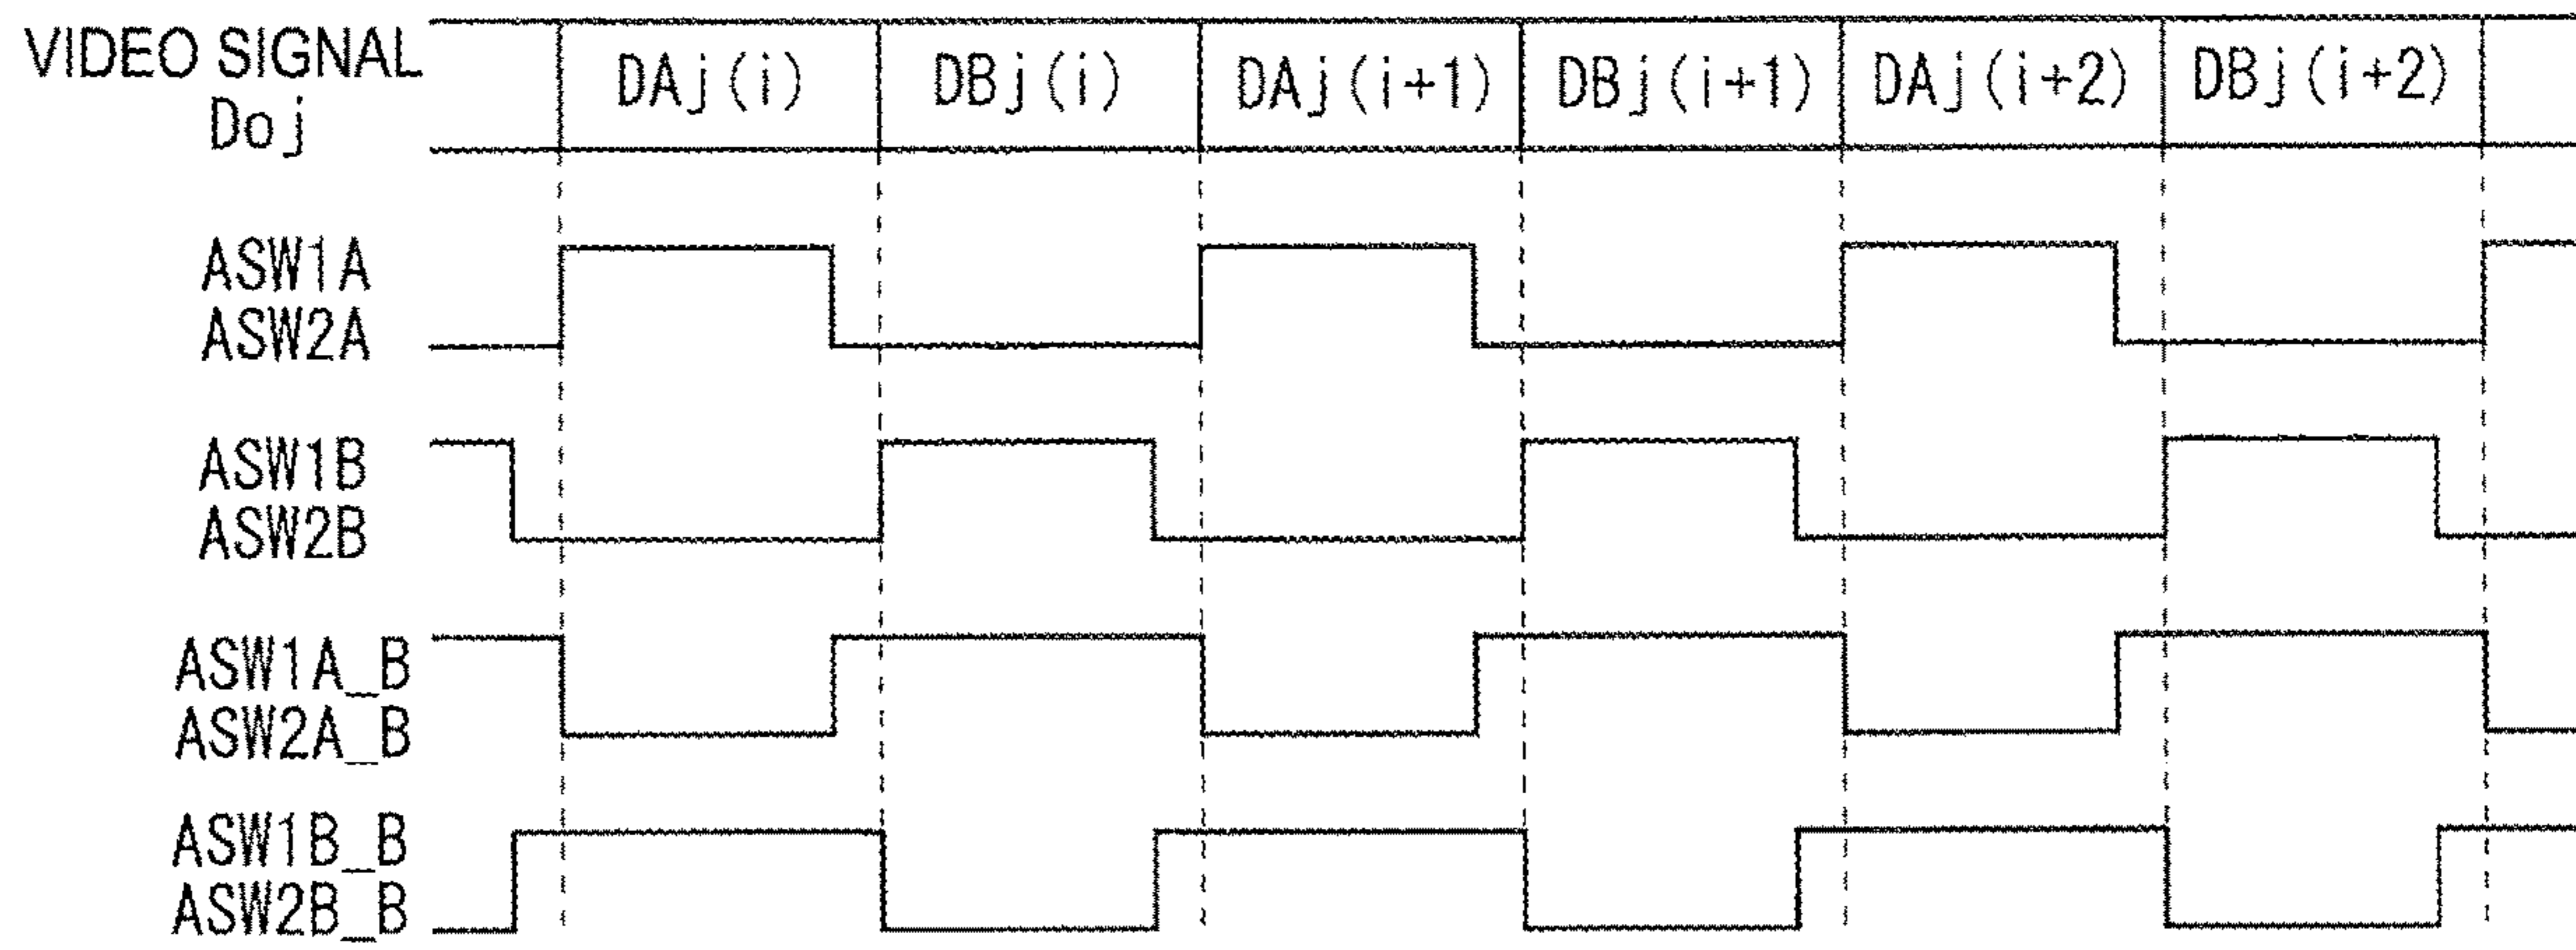 VIDEO SIGNAL
Doj
DAj(i) DBj(i) DAj(i+1) DBj(i+1) DAj(i+2) DBj(i+2)
ASW1A
ASW2A
ASW1B
ASW2B
ASW1A_B
ASW2A_B
ASW1B_B
ASW2B_B